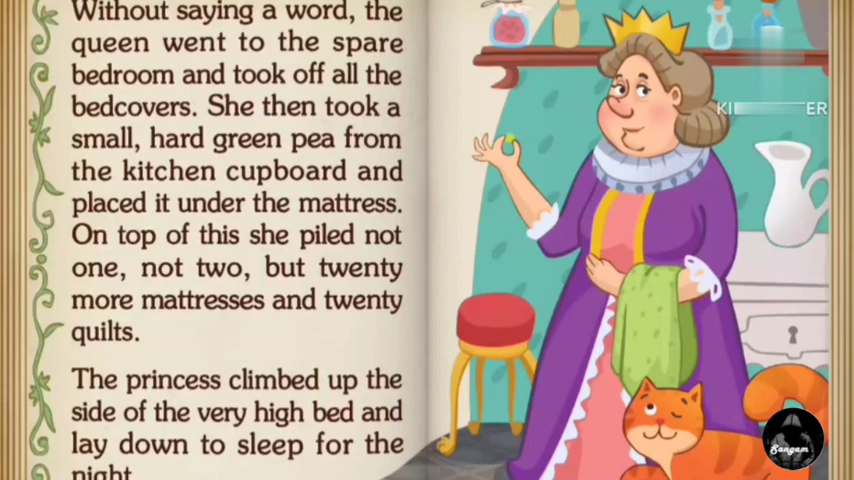 Without saying a word, the
queen went to the spare
bedroom and took off all the
bedcovers. She then took a
small, hard green pea from
the kitchen cupboard and
placed it under the mattress.
On top of this she piled not
one, not two, but twenty
more mattresses and twenty
quilts.
The princess climbed up the
side of the very high bed and
lay down to sleep for the
night
Sangam